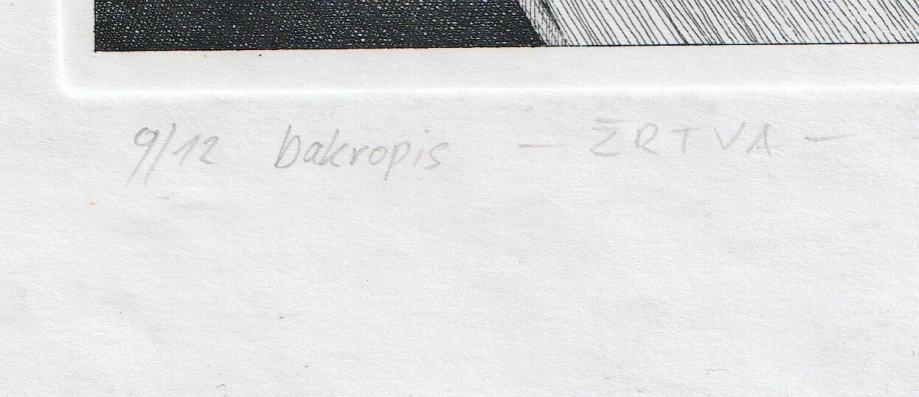 9/12 bakropis – ŽRTVA –